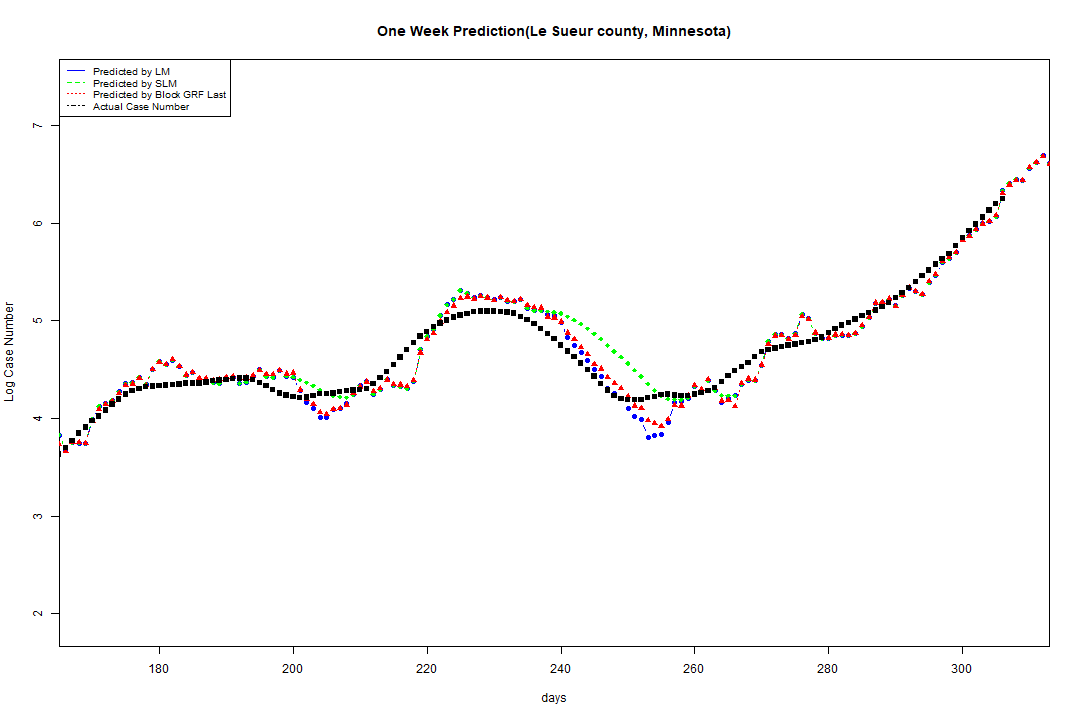 One Week Prediction(Le Sueur county, Minnesota)
Predicted by LM
Predicted by SLM
Predicted by Block GRF Last
Actual Case Number
7
6
5
4
3
2
Log Case Number
180 200 220 240 260 280 300
days